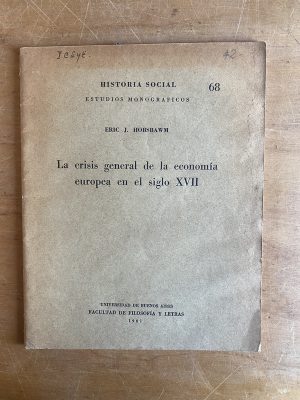 HISTORIA SOCIAL
68
ESTUDIOS MONOGRAFICOS
ERIC J. HOBSBAWM
La crisis general de la economía
europea en el siglo XVII
UNIVERSIDAD DE BUENOS AIRES
FACULTAD DE FILOSOFÍA Y LETRAS